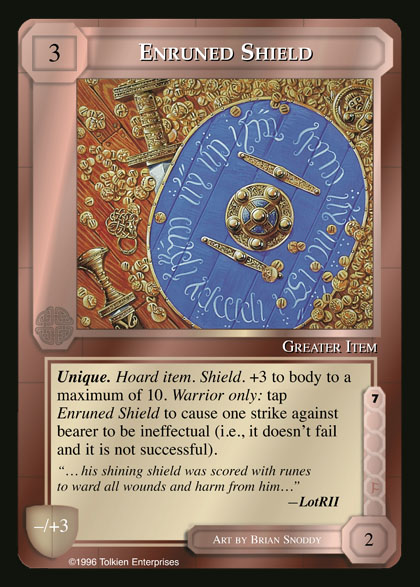 3
ENRUNED SHIELD
GREATER ITEM
Unique. Hoard item. Shield. +3 to body to a
maximum of 10. Warrior only: tap
Enruned Shield to cause one strike against
bearer to be ineffectual (i.e., it doesn't fail
and it is not successful).
“… his shining shield was scored with runes
to ward all wounds and harm from him…”
–LotRII
7
–/+3
ART BY BRIAN SNODDY
2
©1996 Tolkien Enterprises